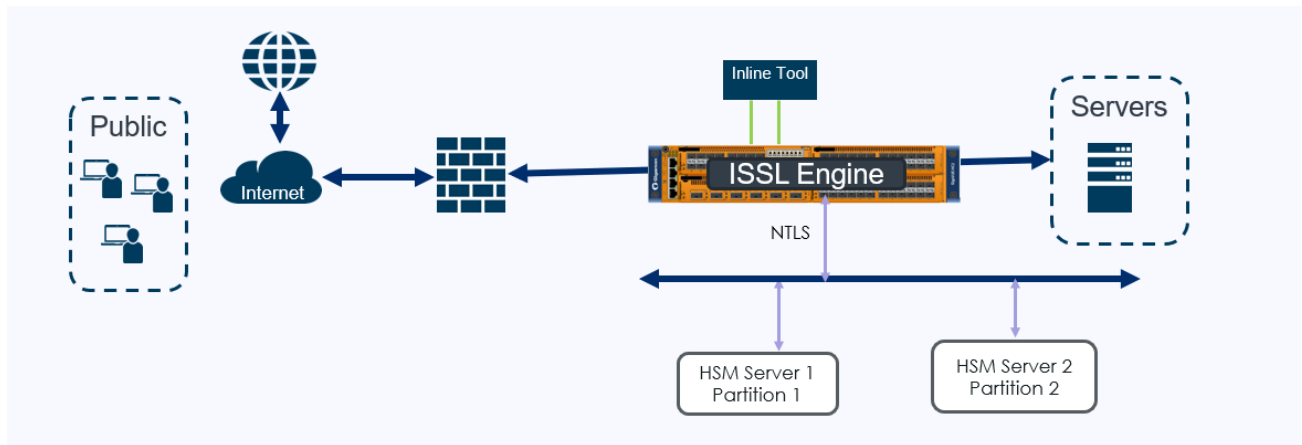 Public
Internet
Inline Tool
ISSL Engine
Servers
NTLS
HSM Server 1
Partition 1
HSM Server 2
Partition 2